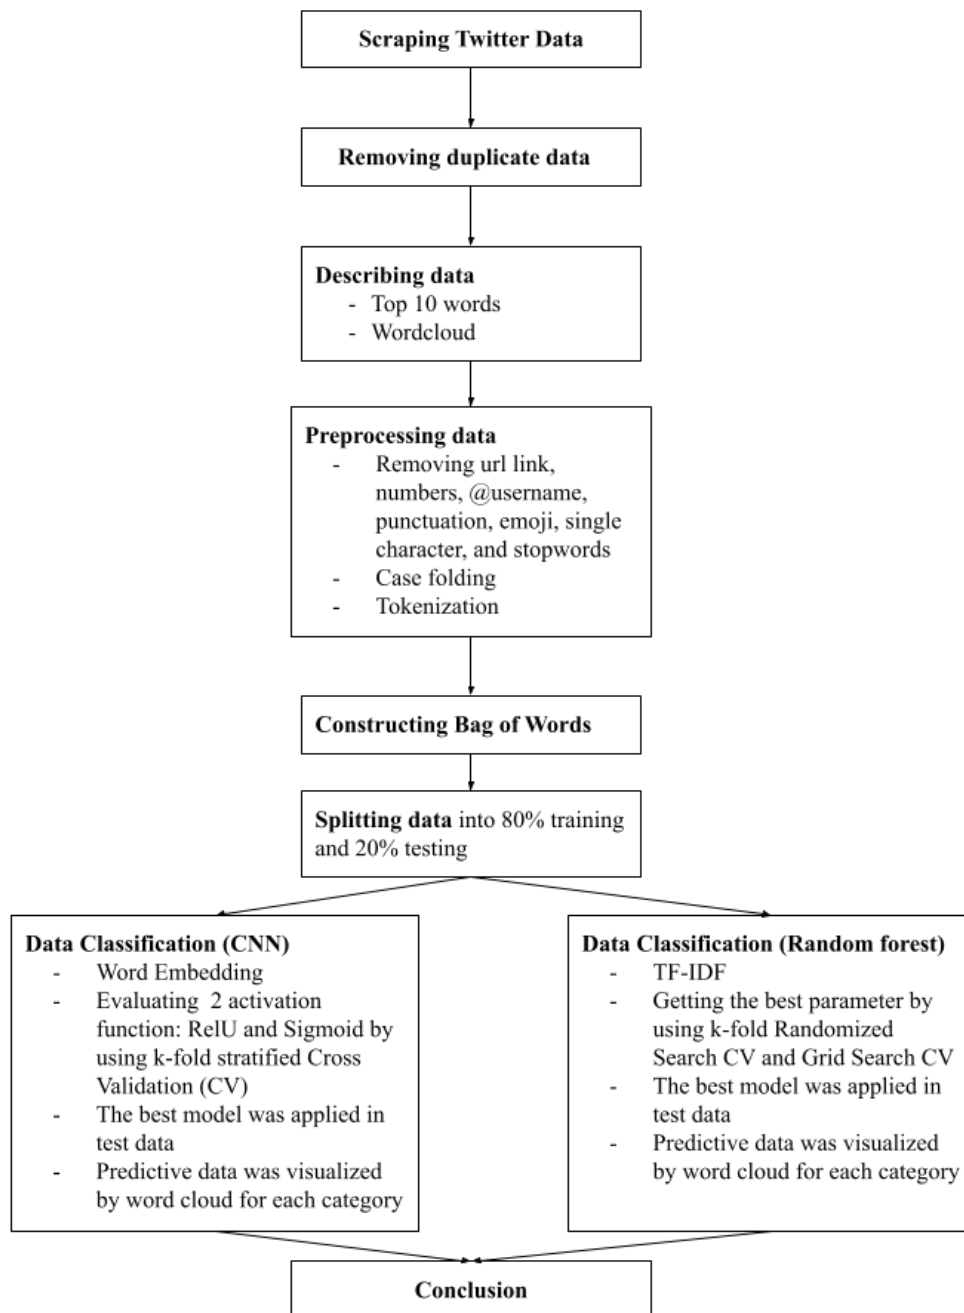 Scraping Twitter Data
Removing duplicate data
Describing data
- Top 10 words
- Wordcloud
Preprocessing data
- Removing url link,
numbers, @username,
punctuation, emoji, single
character, and stopwords
- Case folding
- Tokenization
Constructing Bag of Words
Splitting data into 80% training
and 20% testing
Data Classification (CNN)
- Word Embedding
- Evaluating 2 activation
function: RelU and Sigmoid by
using k-fold stratified Cross
Validation (CV)
- The best model was applied in
test data
- Predictive data was visualized
by word cloud for each category
Data Classification (Random forest)
- TF-IDF
- Getting the best parameter by
using k-fold Randomized
Search CV and Grid Search CV
- The best model was applied in
test data
- Predictive data was visualized
by word cloud for each category
Conclusion